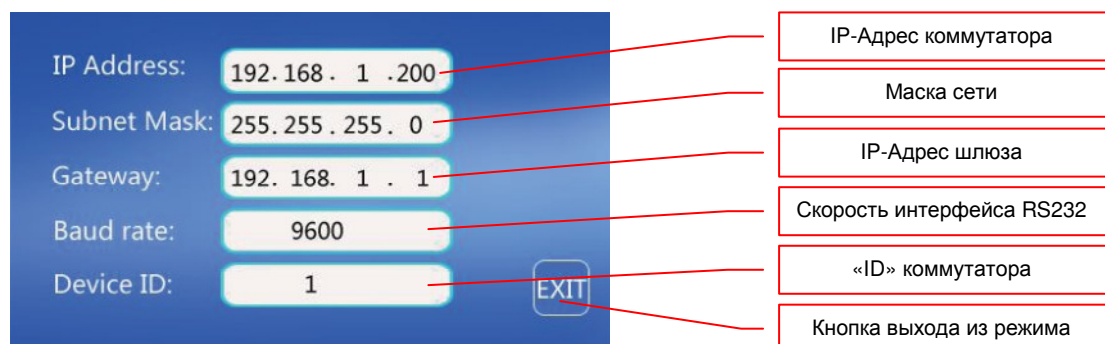 IP Address: 192.168. 1 .200
IP-Адрес коммутатора
Subnet Mask: 255.255.255. 0
Маска сети
Gateway: 192. 168. 1 . 1
IP-Адрес шлюза
Baud rate: 9600
Скорость интерфейса RS232
Device ID: 1
«ID» коммутатора
EXIT
Кнопка выхода из режима